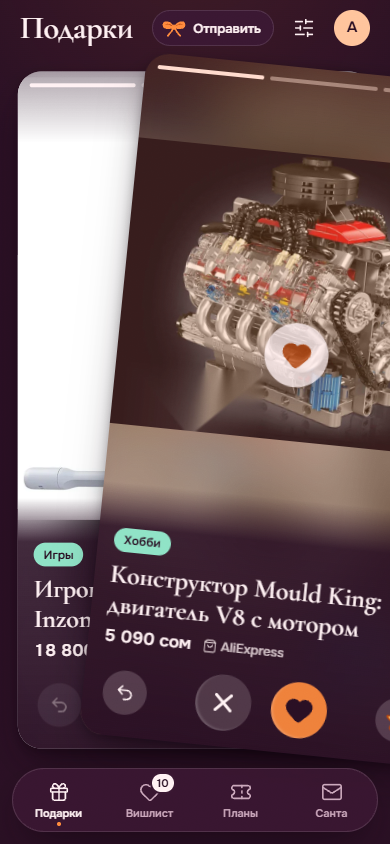 Подарки
Отправить
А
Хобби
Конструктор Mould King:
двигатель V8 с мотором
5 090 сом
AliExpress
Игры
Inzon
18 80
10
Подарки
Вишлист
Планы
Санта